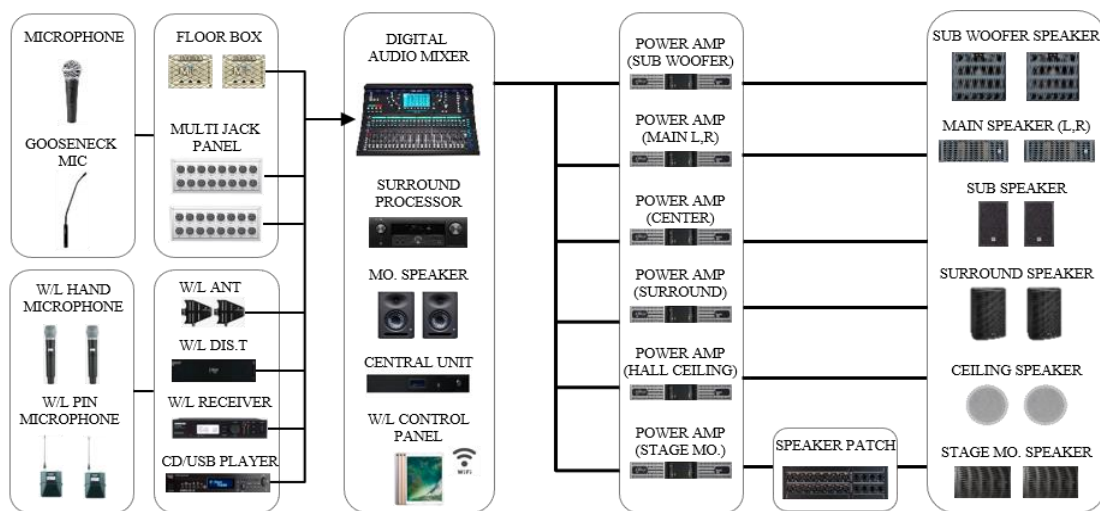 MICROPHONE
GOOSENECK
MIC
FLOOR BOX
MULTI JACK
PANEL
W/L HAND
MICROPHONE
W/L PIN
MICROPHONE
W/L ANT
W/L DIS.T
W/L RECEIVER
CD/USB PLAYER
DIGITAL
AUDIO MIXER
SURROUND
PROCESSOR
MO. SPEAKER
CENTRAL UNIT
W/L CONTROL
PANEL
WiFi
POWER AMP
(SUB WOOFER)
POWER AMP
(MAIN L,R)
POWER AMP
(CENTER)
POWER AMP
(SURROUND)
POWER AMP
(HALL CEILING)
POWER AMP
(STAGE MO.)
SPEAKER PATCH
SUB WOOFER SPEAKER
MAIN SPEAKER (L,R)
SUB SPEAKER
SURROUND SPEAKER
CEILING SPEAKER
STAGE MO. SPEAKER